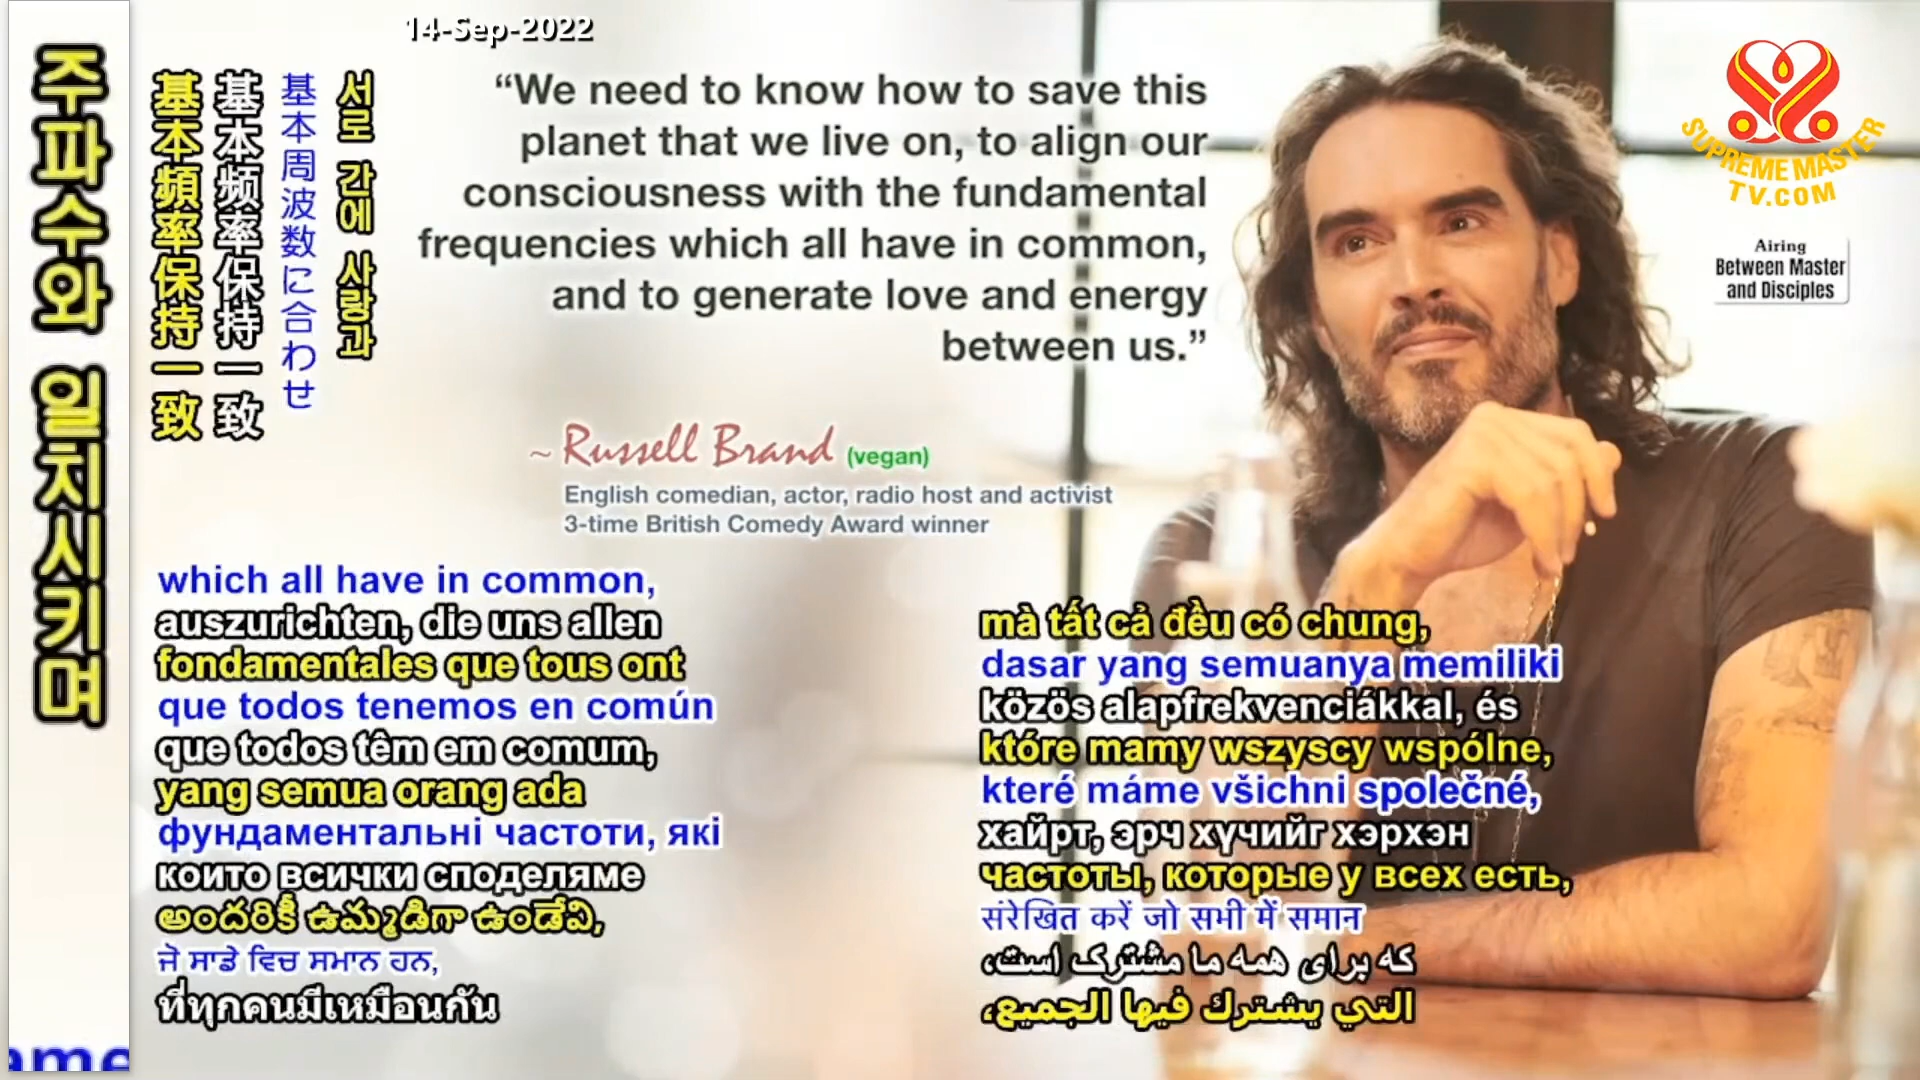 14-Sep-2022
주파수와 일치시키며
基本頻率保持一致
基本频率保持一致
基本周波数に合わせ
서로 간에 사랑과
“We need to know how to save this
planet that we live on, to align our
consciousness with the fundamental
frequencies which all have in common,
and to generate love and energy
between us.”
~ Russell Brand (vegan)
English comedian, actor, radio host and activist
3-time British Comedy Award winner
SUPREME MASTER
TV.COM
Airing
Between Master
and Disciples
which all have in common,
auszurichten, die uns allen
fondamentales que tous ont
que todos tenemos en común
que todos têm em comum,
yang semua orang ada
фундаментальні частоти, які
които всички споделяме
అందరికీ ఉమ్మడిగా ఉండేవి,
ਜੋ ਸਾਡੇ ਵਿਚ ਸਮਾਨ ਹਨ,
ที่ทุกคนมีเหมือนกัน
mà tất cả đều có chung,
dasar yang semuanya memiliki
közös alapfrekvenciákkal, és
które mamy wszyscy wspólne,
které máme všichni společné,
хайрт, эрч хүчийг хэрхэн
частоты, которые у всех есть,
संरेखित करें जो सभी में समान
که برای همه ما مشترک است،
التي يشترك فيها الجميع،
ame